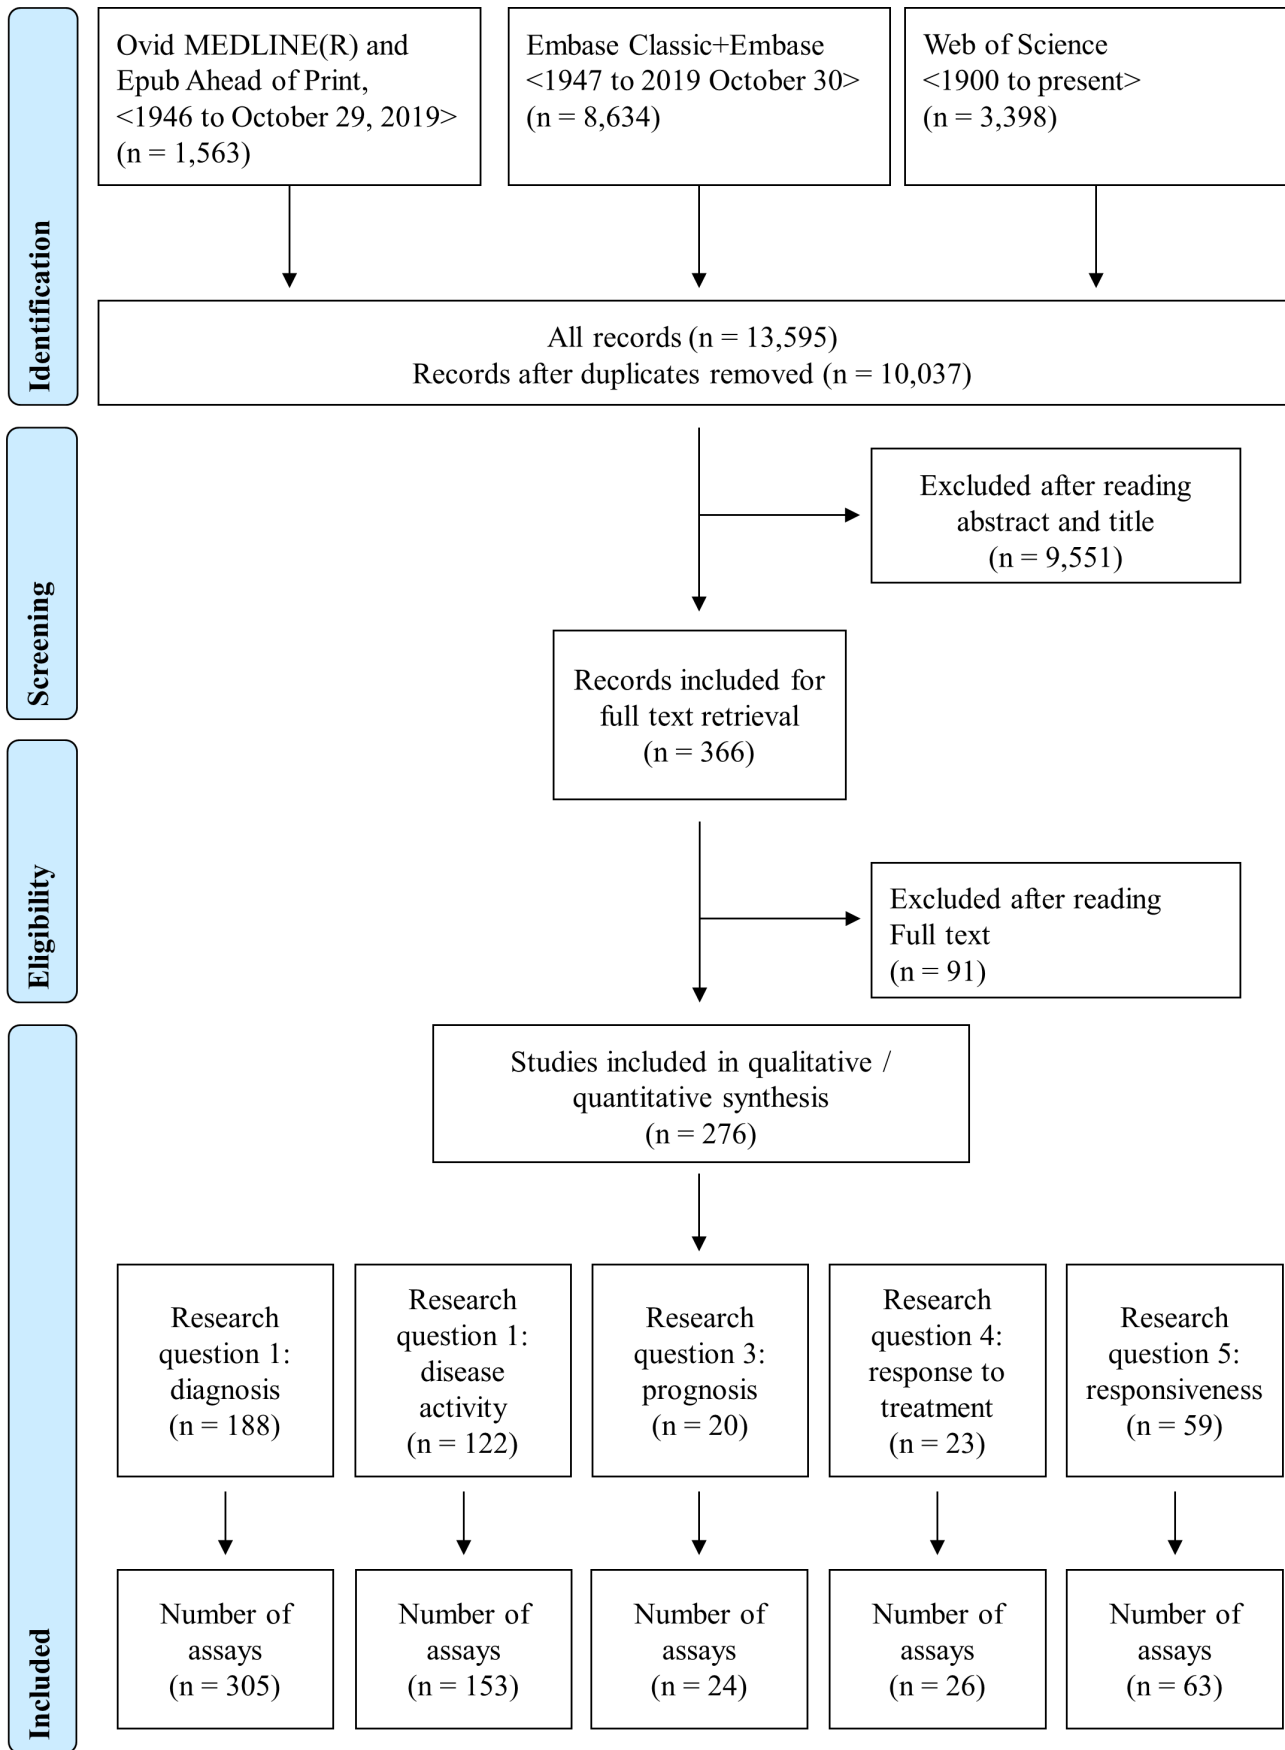 Identification
Ovid MEDLINE(R) and
Epub Ahead of Print,
<1946 to October 29, 2019>
(n = 1,563)
Embase Classic+Embase
<1947 to 2019 October 30>
(n = 8,634)
Web of Science
<1900 to present>
(n = 3,398)
All records (n = 13,595)
Records after duplicates removed (n = 10,037)
Screening
Excluded after reading
abstract and title
(n = 9,551)
Records included for
full text retrieval
(n = 366)
Eligibility
Excluded after reading
Full text
(n = 91)
Included
Studies included in qualitative /
quantitative synthesis
(n = 276)
Research
question 1:
diagnosis
(n = 188)
Research
question 1:
disease
activity
(n = 122)
Research
question 3:
prognosis
(n = 20)
Research
question 4:
response to
treatment
(n = 23)
Research
question 5:
responsiveness
(n = 59)
Number of
assays
(n = 305)
Number of
assays
(n = 153)
Number of
assays
(n = 24)
Number of
assays
(n = 26)
Number of
assays
(n = 63)